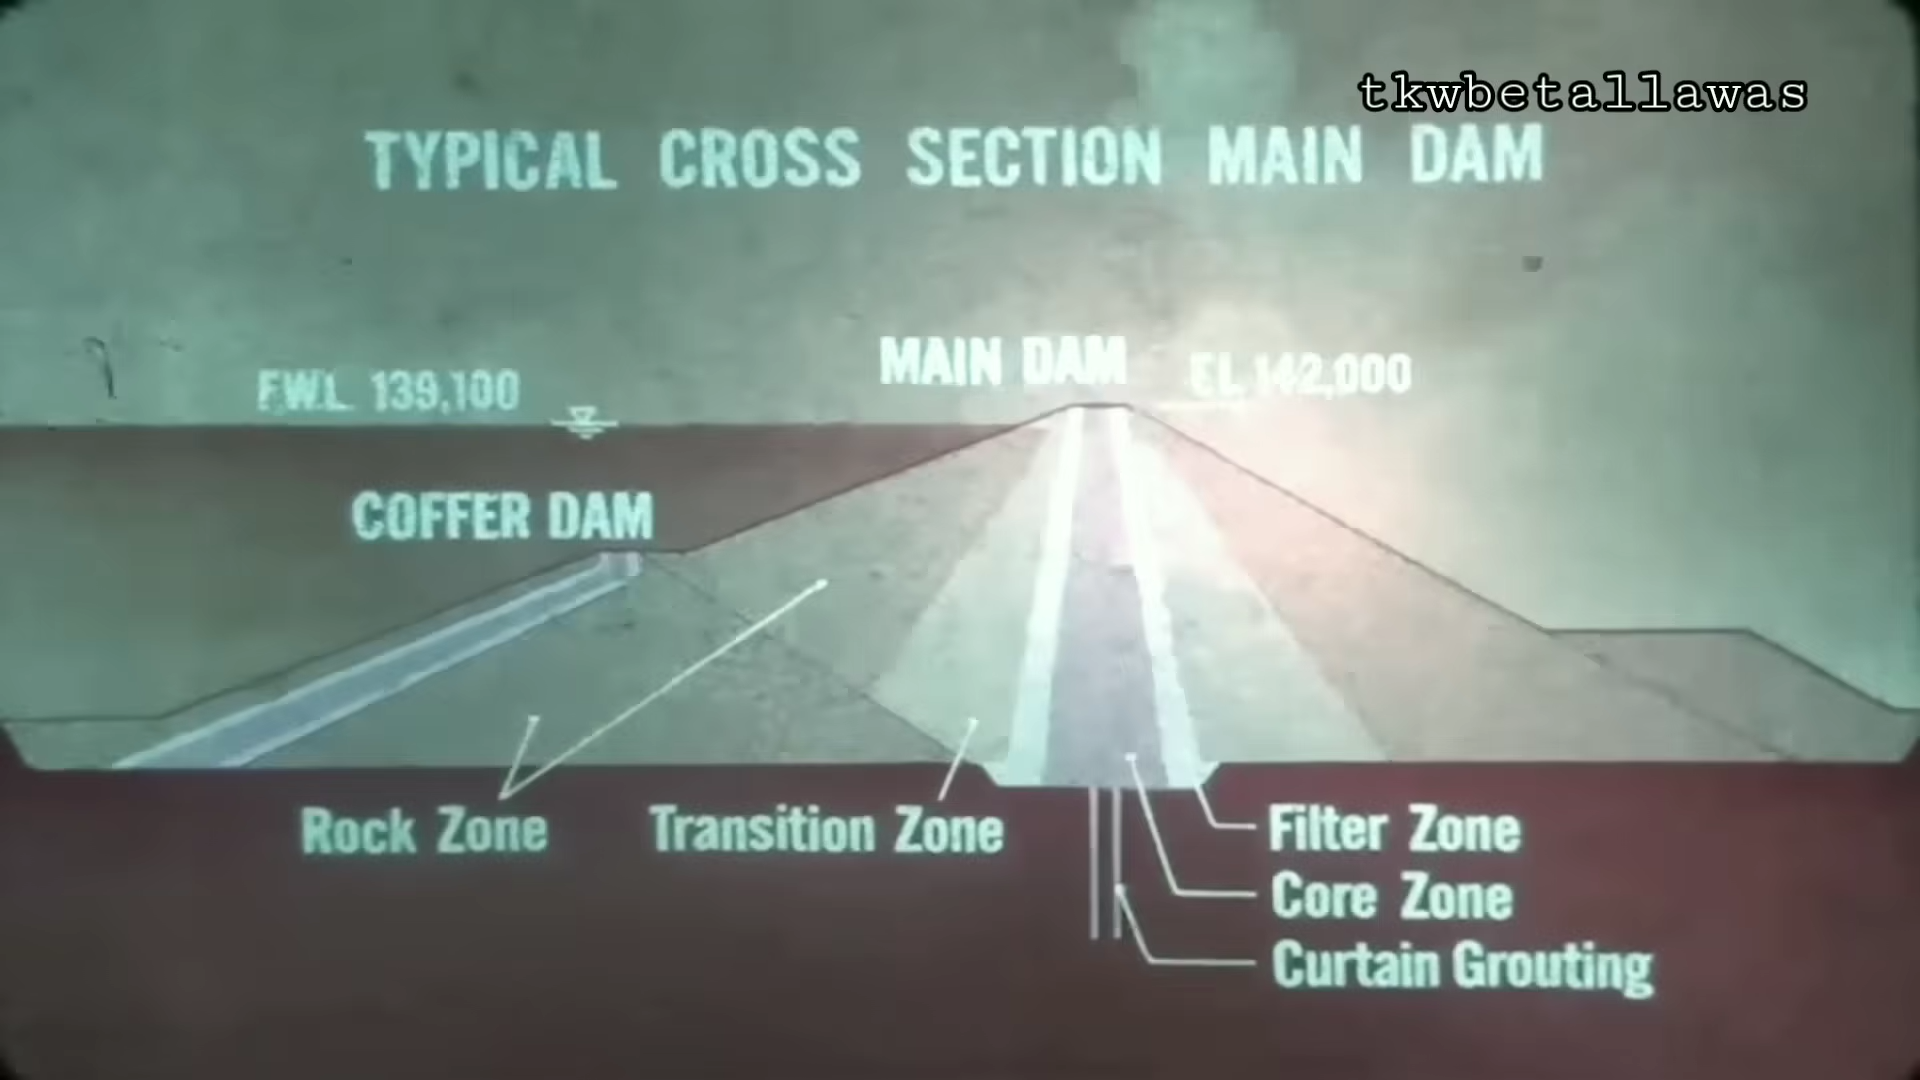 tkwbetallawas
TYPICAL CROSS SECTION MAIN DAM
MAIN DAM
EL 142,000
F.W.L 139,100
COFFER DAM
Rock Zone
Transition Zone
Filter Zone
Core Zone
Curtain Grouting